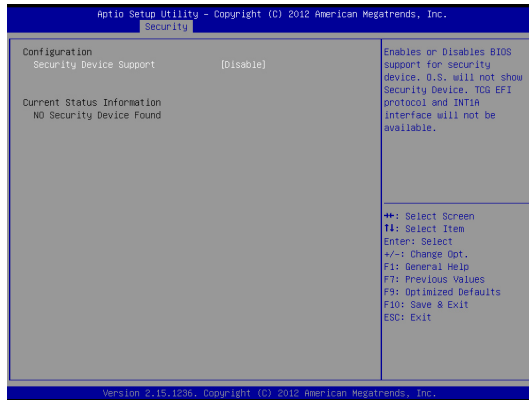 Aptio Setup Utility – Copyright (C) 2012 American Megatrends, Inc.
Security
Configuration
Security Device Support [Disable]
Current Status Information
NO Security Device Found
Enables or Disables BIOS
support for security
device. O.S. will not show
Security Device. TCG EFI
protocol and INT1A
interface will not be
available.
→←: Select Screen
↑↓: Select Item
Enter: Select
+/-: Change Opt.
F1: General Help
F7: Previous Values
F9: Optimized Defaults
F10: Save & Exit
ESC: Exit
Version 2.15.1236. Copyright (C) 2012 American Megatrends, Inc.